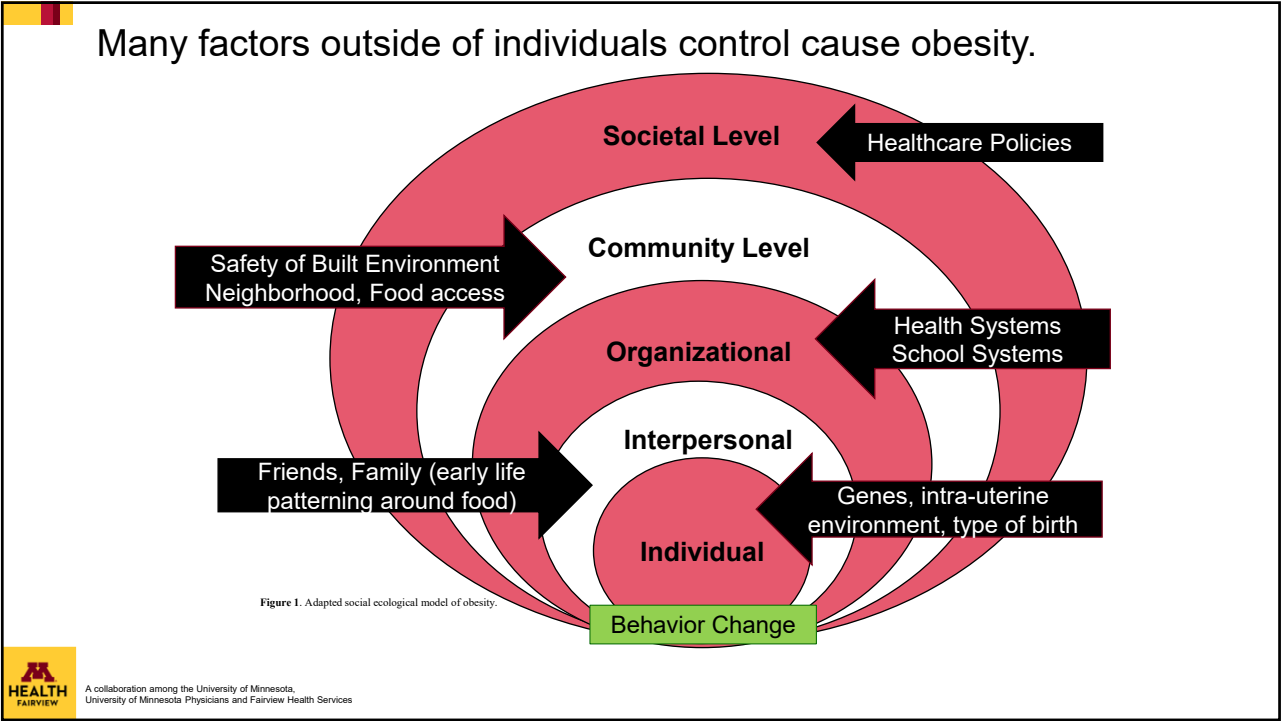 Many factors outside of individuals control cause obesity.
Societal Level
Healthcare Policies
Community Level
Safety of Built Environment
Neighborhood, Food access
Organizational
Health Systems
School Systems
Interpersonal
Friends, Family (early life
patterning around food)
Genes, intra-uterine
environment, type of birth
Individual
Figure 1. Adapted social ecological model of obesity.
Behavior Change
M
HEALTH
FAIRVIEW
A collaboration among the University of Minnesota,
University of Minnesota Physicians and Fairview Health Services